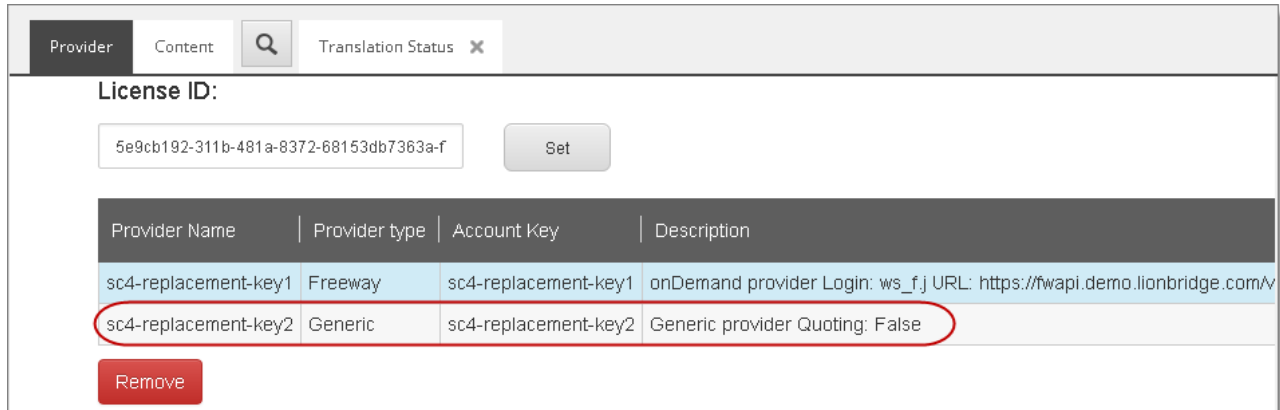 Provider Content Translation Status
License ID:
5e9cb192-311b-481a-8372-68153db7363a-f Set
Provider Name Provider type Account Key Description
sc4-replacement-key1 Freeway sc4-replacement-key1 onDemand provider Login: ws_f.j URL: https://fwapi.demo.lionbridge.com/v
sc4-replacement-key2 Generic sc4-replacement-key2 Generic provider Quoting: False
Remove